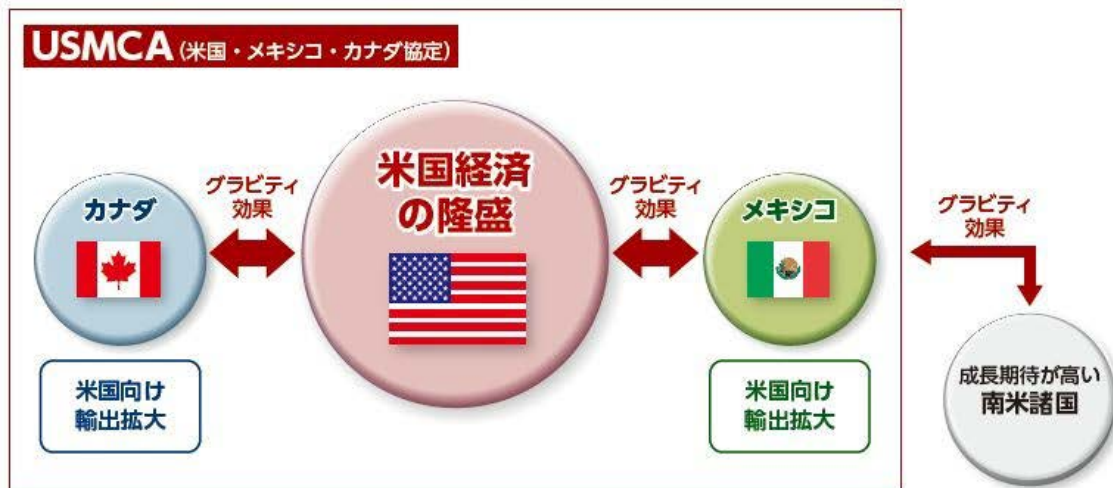 USMCA(米国・メキシコ・カナダ協定)
カナダ
グラビティ
効果
米国経済
の隆盛
グラビティ
効果
メキシコ
グラビティ
効果
米国向け
輸出拡大
米国向け
輸出拡大
成長期待が高い
南米諸国